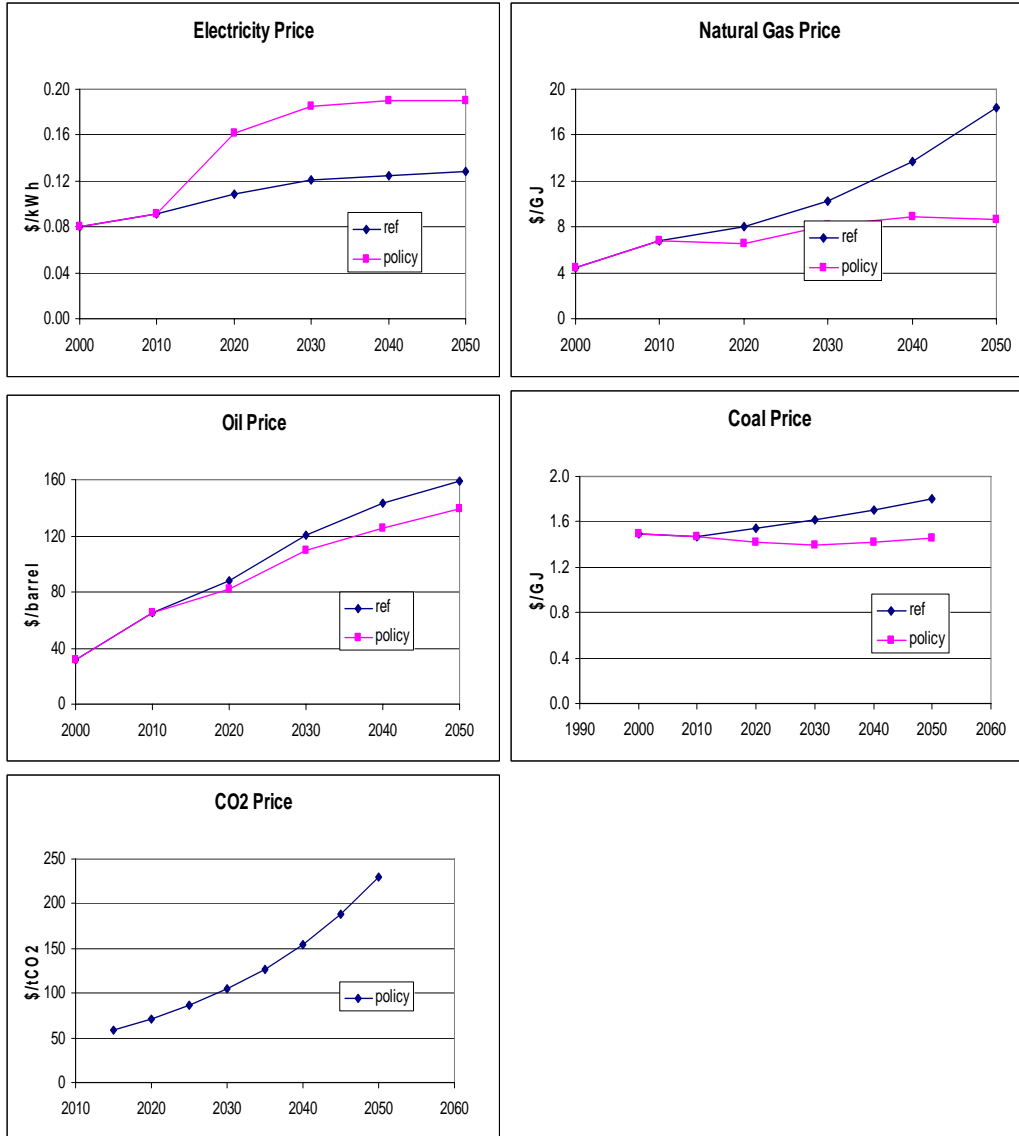 Electricity Price
$/kWh
0.20
0.16
0.12
0.08
0.04
0.00
2000 2010 2020 2030 2040 2050
ref
policy
Natural Gas Price
$/GJ
20
16
12
8
4
0
2000 2010 2020 2030 2040 2050
ref
policy
Oil Price
$/barrel
160
120
80
40
0
2000 2010 2020 2030 2040 2050
ref
policy
Coal Price
$/GJ
2.0
1.6
1.2
0.8
0.4
0.0
1990 2000 2010 2020 2030 2040 2050 2060
ref
policy
CO2 Price
$/tCO2
250
200
150
100
50
0
2010 2020 2030 2040 2050 2060
policy